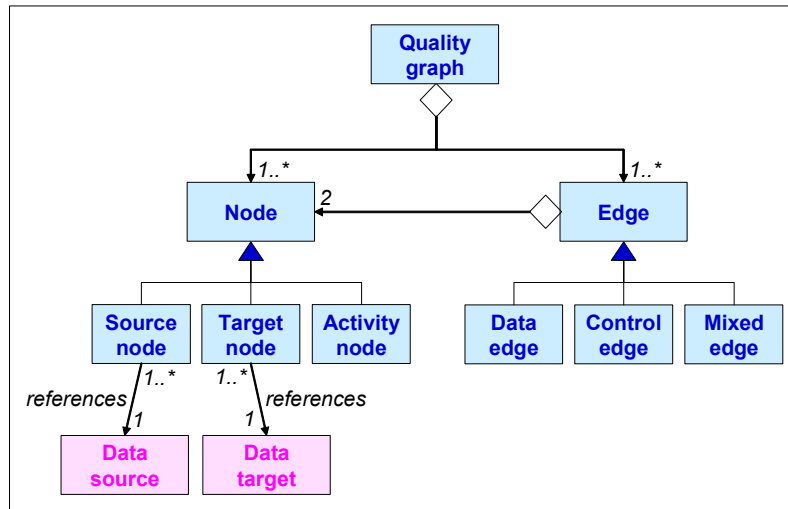 Quality
graph
1..*
1..*
Node
2
Edge
Source
node
Target
node
Activity
node
Data
edge
Control
edge
Mixed
edge
1..*
1..*
references
references
1
1
Data
source
Data
target